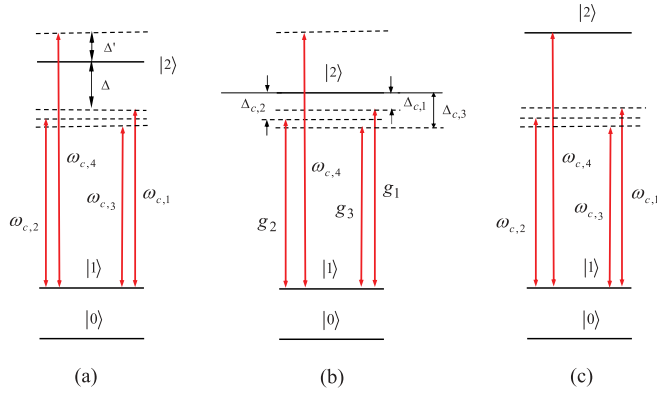 Δ'
|2⟩
Δ
ω_{c,4}
ω_{c,3}
ω_{c,1}
ω_{c,2}
|1⟩
|0⟩
(a)
|2⟩
Δ_{c,2}
Δ_{c,1}
Δ_{c,3}
ω_{c,4}
g_1
g_3
g_2
|1⟩
|0⟩
(b)
|2⟩
ω_{c,4}
ω_{c,1}
ω_{c,3}
ω_{c,2}
|1⟩
|0⟩
(c)